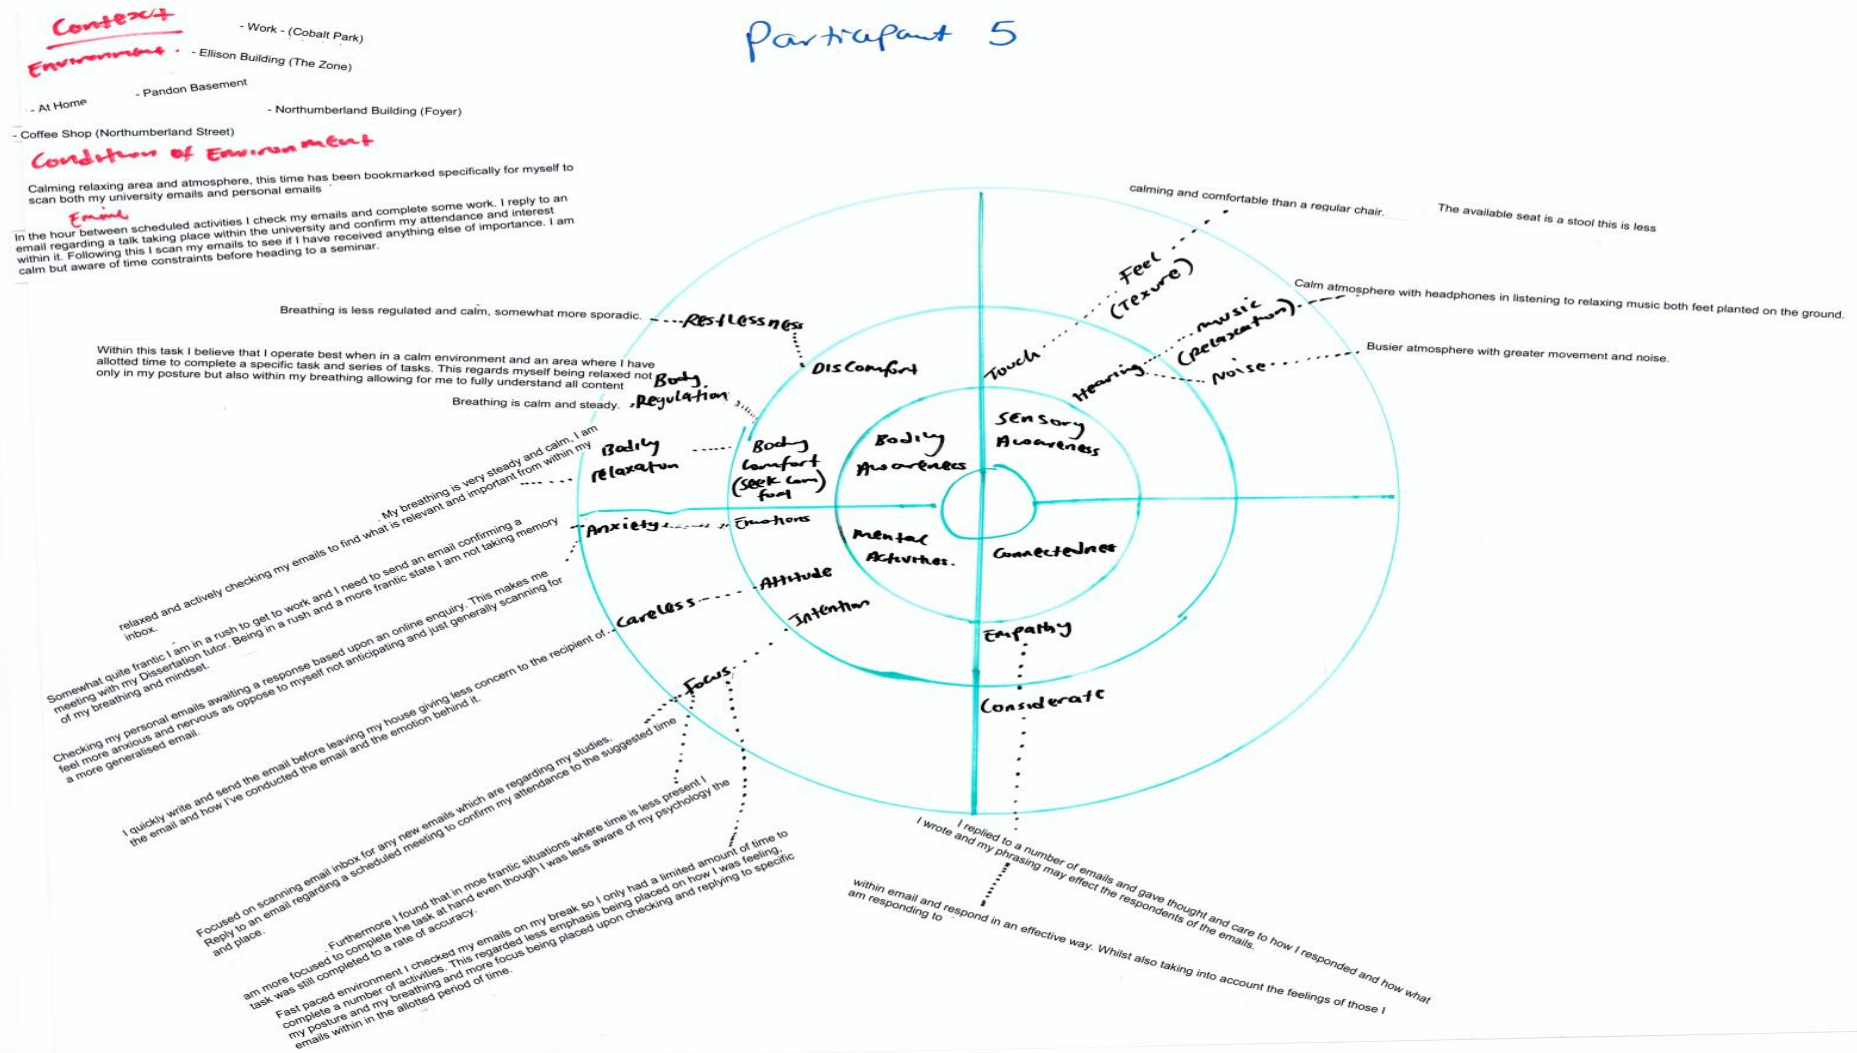 Participant 5
Context
Environment.
- Work - (Cobalt Park)
- Ellison Building (The Zone)
- At Home
- Pandon Basement
- Northumberland Building (Foyer)
- Coffee Shop (Northumberland Street)
Condition of Environment
Calming relaxing area and atmosphere, this time has been bookmarked specifically for myself to
scan both my university emails and personal emails
Email
In the hour between scheduled activities I check my emails and complete some work. I reply to an
email regarding a talk taking place within the university and confirm my attendance and interest
within it. Following this I scan my emails to see if I have received anything else of importance. I am
calm but aware of time constraints before heading to a seminar.
calming and comfortable than a regular chair.
The available seat is a stool this is less
Feel
(Texure)
Touch
Calm atmosphere with headphones in listening to relaxing music both feet planted on the ground.
music
(relaxation)
Hearing
Noise
Busier atmosphere with greater movement and noise.
Sensory
Awareness
Breathing is less regulated and calm, somewhat more sporadic.
Restlessness
Discomfort
Within this task I believe that I operate best when in a calm environment and an area where I have
allotted time to complete a specific task and series of tasks. This regards myself being relaxed not
only in my posture but also within my breathing allowing for me to fully understand all content
Body
Regulation
Breathing is calm and steady.
Bodily
relaxation
Body
Comfort
(seek com
fort)
Bodily
Awareness
. My breathing is very steady and calm, I am
relaxed and actively checking my emails to find what is relevant and important from within my
inbox.
Anxiety
Emotions
Mental
Activities.
Connectednes
Somewhat quite frantic I am in a rush to get to work and I need to send an email confirming a
meeting with my Dissertation tutor. Being in a rush and a more frantic state I am not taking memory
of my breathing and mindset.
Checking my personal emails awaiting a response based upon an online enquiry. This makes me
feel more anxious and nervous as oppose to myself not anticipating and just generally scanning for
a more generalised email.
Attitude
Careless
Intention
I quickly write and send the email before leaving my house giving less concern to the recipient of
the email and how I've conducted the email and the emotion behind it.
Focus
Focused on scanning email inbox for any new emails which are regarding my studies.
Reply to an email regarding a scheduled meeting to confirm my attendance to the suggested time
and place.
. Furthermore I found that in moe frantic situations where time is less present I
am more focused to complete the task at hand even though I was less aware of my psychology the
task was still completed to a rate of accuracy.
Fast paced environment I checked my emails on my break so I only had a limited amount of time to
complete a number of activities. This regarded less emphasis being placed on how I was feeling,
my posture and my breathing and more focus being placed upon checking and replying to specific
emails within in the allotted period of time.
Empathy
Considerate
I replied to a number of emails and gave thought and care to how I responded and how what
I wrote and my phrasing may effect the respondents of the emails.
within email and respond in an effective way. Whilst also taking into account the feelings of those I
am responding to